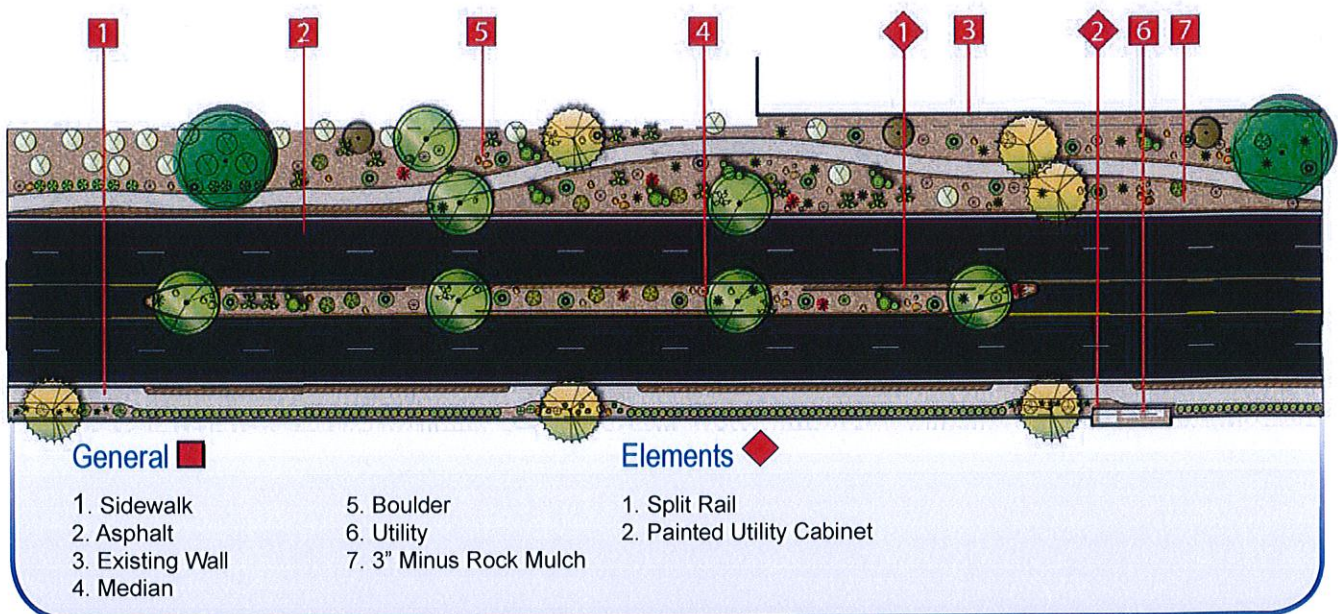 1 2 5 4 1 3 2 6 7
General
Elements
1. Sidewalk
2. Asphalt
3. Existing Wall
4. Median
5. Boulder
6. Utility
7. 3" Minus Rock Mulch
1. Split Rail
2. Painted Utility Cabinet